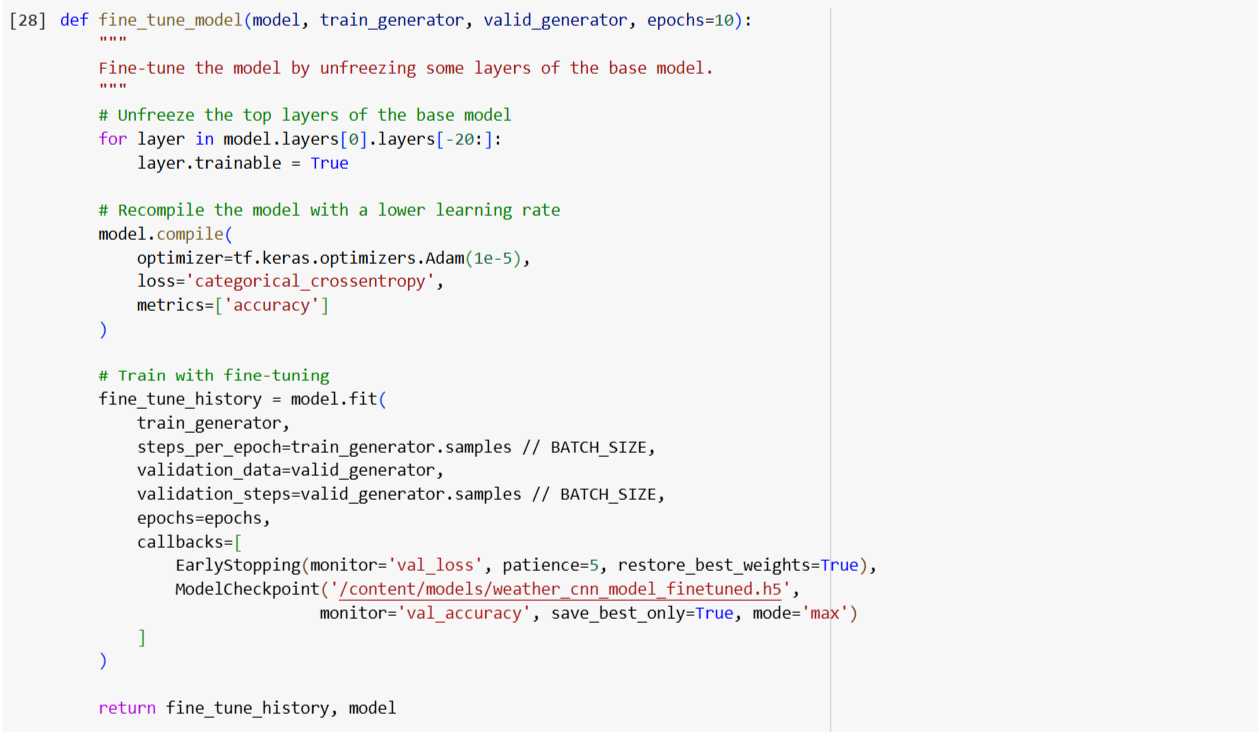 [28] def fine_tune_model(model, train_generator, valid_generator, epochs=10):
    """
    Fine-tune the model by unfreezing some layers of the base model.
    """
    # Unfreeze the top layers of the base model
    for layer in model.layers[0].layers[-20:]:
        layer.trainable = True

    # Recompile the model with a lower learning rate
    model.compile(
        optimizer=tf.keras.optimizers.Adam(1e-5),
        loss='categorical_crossentropy',
        metrics=['accuracy']
    )

    # Train with fine-tuning
    fine_tune_history = model.fit(
        train_generator,
        steps_per_epoch=train_generator.samples // BATCH_SIZE,
        validation_data=valid_generator,
        validation_steps=valid_generator.samples // BATCH_SIZE,
        epochs=epochs,
        callbacks=[
            EarlyStopping(monitor='val_loss', patience=5, restore_best_weights=True),
            ModelCheckpoint('/content/models/weather_cnn_model_finetuned.h5',
                           monitor='val_accuracy', save_best_only=True, mode='max')
        ]
    )

    return fine_tune_history, model